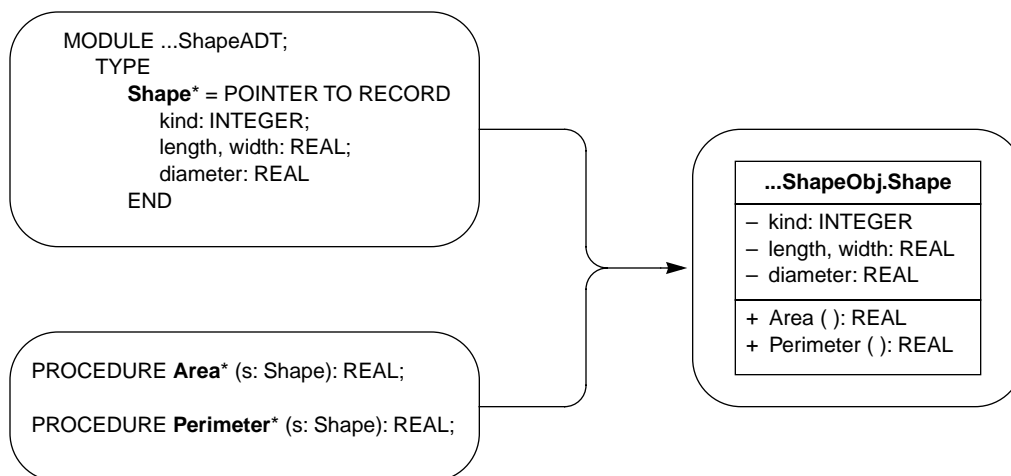 MODULE ...ShapeADT;
TYPE
Shape* = POINTER TO RECORD
kind: INTEGER;
length, width: REAL;
diameter: REAL
END
PROCEDURE Area* (s: Shape): REAL;
PROCEDURE Perimeter* (s: Shape): REAL;
...ShapeObj.Shape
– kind: INTEGER
– length, width: REAL
– diameter: REAL
+ Area ( ): REAL
+ Perimeter ( ): REAL